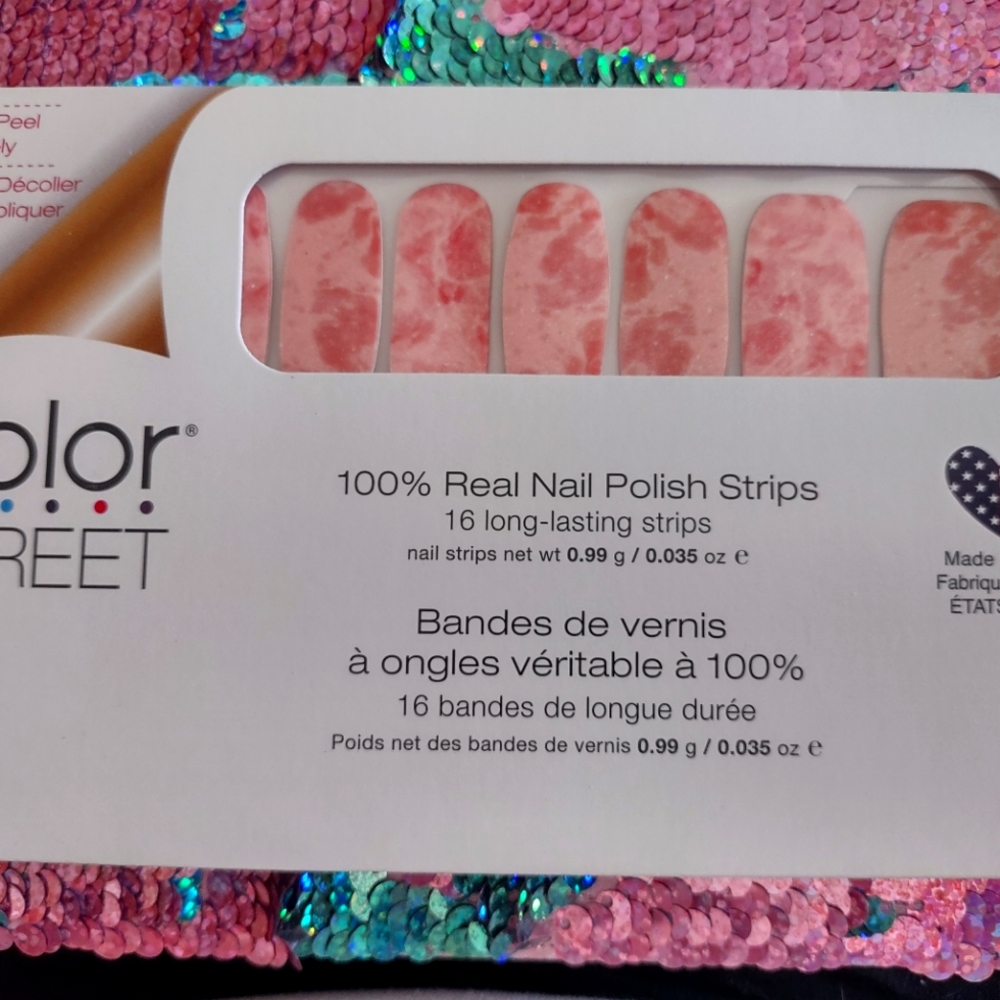 Peel
ly
Décoller
pliquer
olor®
REET
100% Real Nail Polish Strips
16 long-lasting strips
nail strips net wt 0.99 g / 0.035 oz ℮
Bandes de vernis
à ongles véritable à 100%
16 bandes de longue durée
Poids net des bandes de vernis 0.99 g / 0.035 oz ℮
Made
Fabriqu
ÉTATS